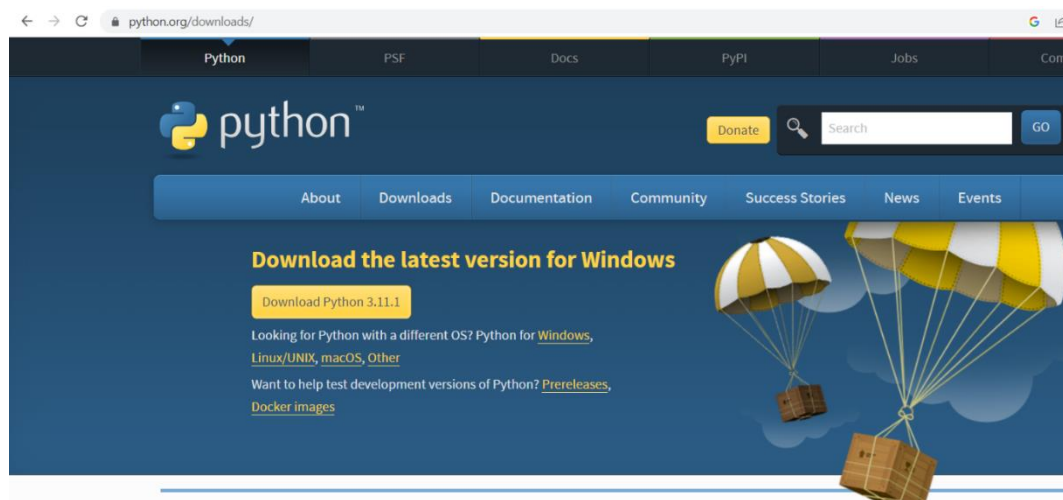 python.org/downloads/
Python PSF Docs PyPI Jobs
python™
Donate Search GO
About Downloads Documentation Community Success Stories News Events
Download the latest version for Windows
Download Python 3.11.1
Looking for Python with a different OS? Python for Windows,
Linux/UNIX, macOS, Other
Want to help test development versions of Python? Prereleases,
Docker images